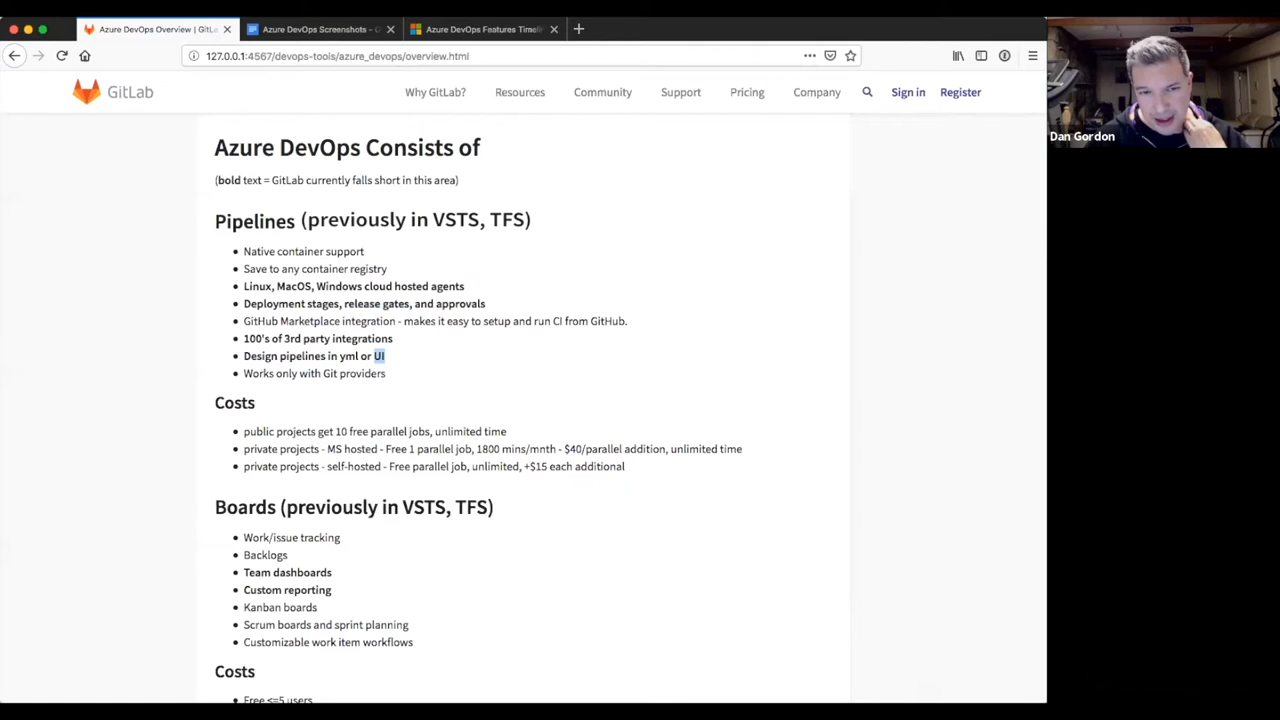 Azure DevOps Overview | GitLa
Azure DevOps Screenshots - G
Azure DevOps Features Timeli
127.0.0.1:4567/devops-tools/azure_devops/overview.html
GitLab
Why GitLab?
Resources
Community
Support
Pricing
Company
Sign in
Register
Dan Gordon
Azure DevOps Consists of
(bold text = GitLab currently falls short in this area)
Pipelines (previously in VSTS, TFS)
• Native container support
• Save to any container registry
• Linux, MacOS, Windows cloud hosted agents
• Deployment stages, release gates, and approvals
• GitHub Marketplace integration - makes it easy to setup and run CI from GitHub.
• 100's of 3rd party integrations
• Design pipelines in yml or UI
• Works only with Git providers
Costs
• public projects get 10 free parallel jobs, unlimited time
• private projects - MS hosted - Free 1 parallel job, 1800 mins/mnth - $40/parallel addition, unlimited time
• private projects - self-hosted - Free parallel job, unlimited, +$15 each additional
Boards (previously in VSTS, TFS)
• Work/issue tracking
• Backlogs
• Team dashboards
• Custom reporting
• Kanban boards
• Scrum boards and sprint planning
• Customizable work item workflows
Costs
• Free <=5 users